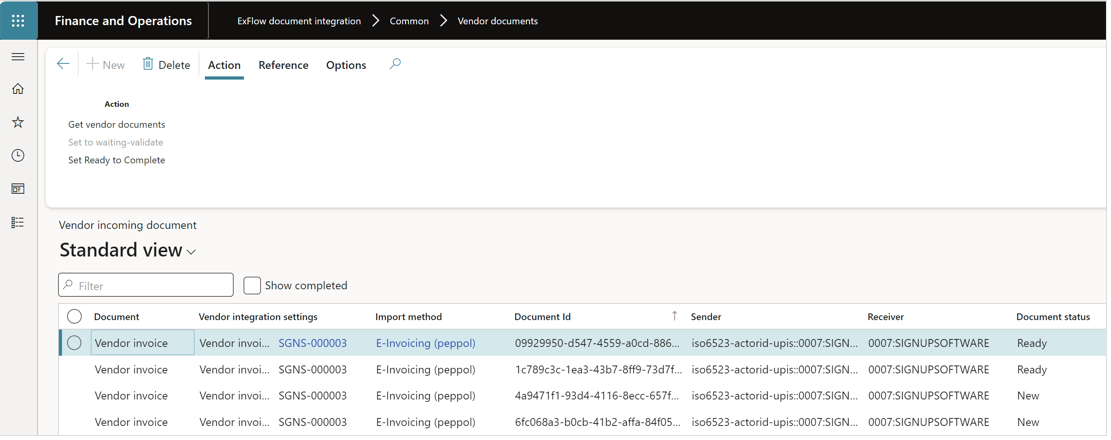 Finance and Operations ExFlow document integration Common Vendor documents
New Delete Action Reference Options
Action
Get vendor documents
Set to waiting-validate
Set Ready to Complete
Vendor incoming document
Standard view
Filter Show completed
Document Vendor integration settings Import method Document Id Sender Receiver Document status
Vendor invoice Vendor invoi... SGNS-000003 E-Invoicing (peppol) 09929950-d547-4559-a0cd-886... iso6523-actorid-upis::0007:SIGN... 0007:SIGNUPSOFTWARE Ready
Vendor invoice Vendor invoi... SGNS-000003 E-Invoicing (peppol) 1c789c3c-1ea3-43b7-8ff9-73d7f... iso6523-actorid-upis::0007:SIGN... 0007:SIGNUPSOFTWARE Ready
Vendor invoice Vendor invoi... SGNS-000003 E-Invoicing (peppol) 4a9471f1-93d4-4116-8ecc-657f... iso6523-actorid-upis::0007:SIGN... 0007:SIGNUPSOFTWARE New
Vendor invoice Vendor invoi... SGNS-000003 E-Invoicing (peppol) 6fc068a3-b0cb-41b2-affa-84f05... iso6523-actorid-upis::0007:SIGN... 0007:SIGNUPSOFTWARE New